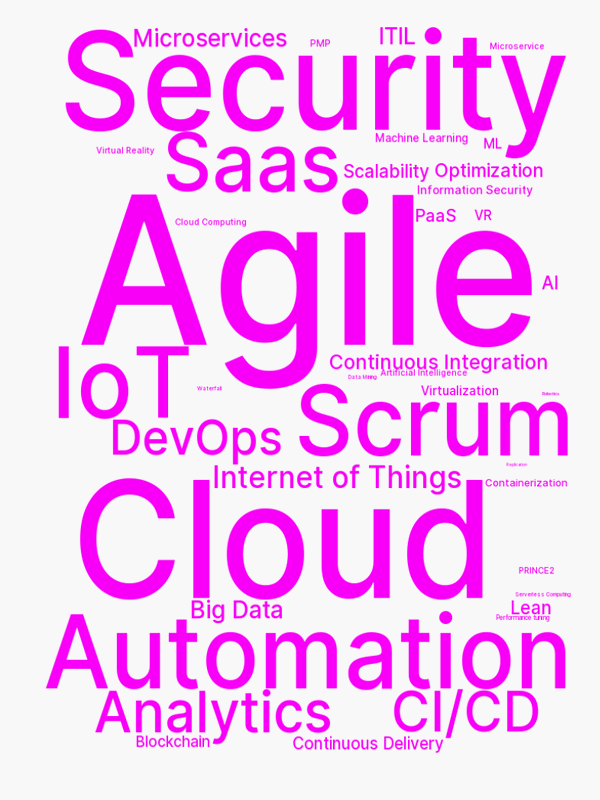 Microservices
PMP
ITIL
Microservice
Security
Machine Learning
ML
Virtual Reality
Saas
Scalability Optimization
Information Security
Agile
PaaS
VR
Cloud Computing
AI
IoT
Continuous Integration
Artificial Intelligence
Data Mining
Waterfall
Scrum
Virtualization
Robotics
DevOps
Internet of Things
Containerization
Cloud
PRINCE2
Serverless Computing
Big Data
Lean
Performance tuning
Automation
Analytics
CI/CD
Blockchain
Continuous Delivery